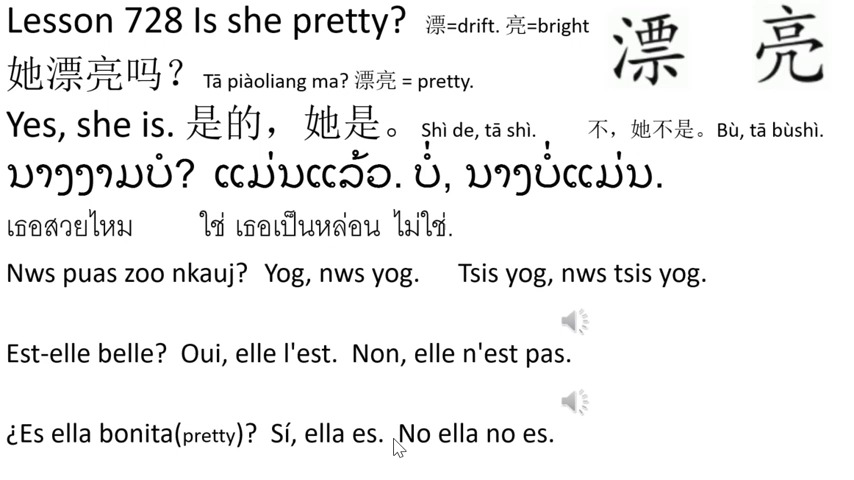 Lesson 728 Is she pretty? 漂=drift. 亮=bright 漂 亮
她漂亮吗？ Tā piàoliang ma? 漂亮 = pretty.
Yes, she is. 是的，她是。 Shì de, tā shì. 不，她不是。Bù, tā bùshì.
ນາງງາມບໍ? ແມ່ນແລ້ວ. ບໍ່, ນາງບໍ່ແມ່ນ.
เธอสวยไหม ใช่ เธอเป็นหล่อน ไม่ใช่.
Nws puas zoo nkauj? Yog, nws yog. Tsis yog, nws tsis yog.
Est-elle belle? Oui, elle l'est. Non, elle n'est pas.
¿Es ella bonita(pretty)? Sí, ella es. No ella no es.